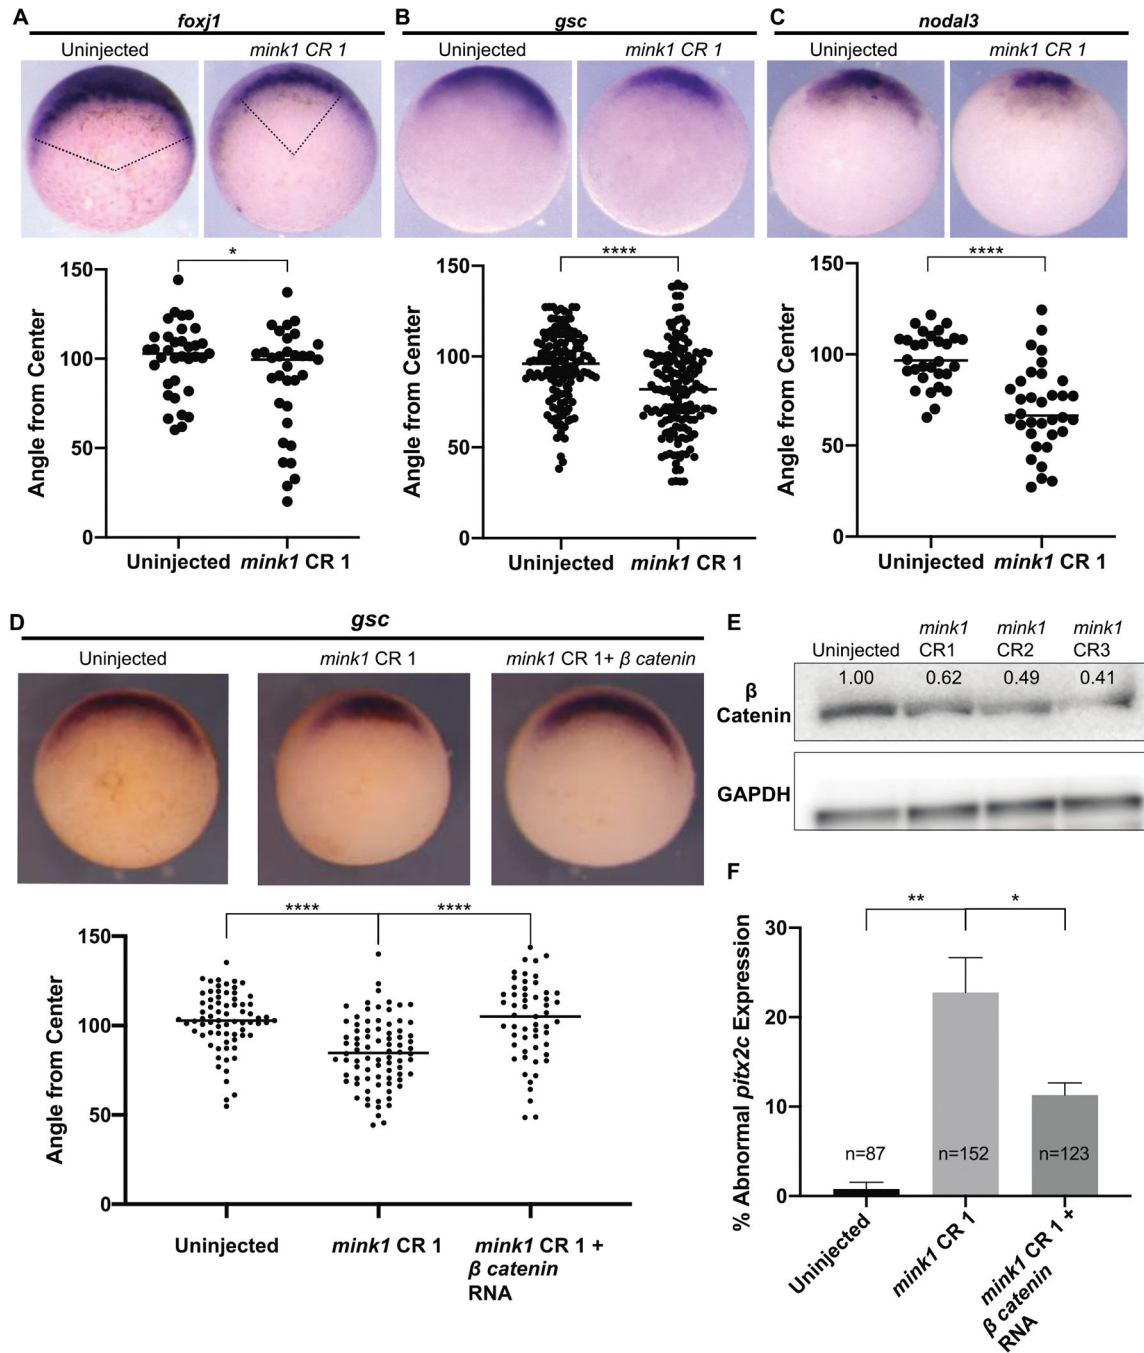 A
foxj1
Uninjected
mink1 CR 1
*
150
100
50
0
Angle from Center
Uninjected
mink1 CR 1
B
gsc
Uninjected
mink1 CR 1
****
150
100
50
0
Angle from Center
Uninjected
mink1 CR 1
C
nodal3
Uninjected
mink1 CR 1
****
150
100
50
0
Angle from Center
Uninjected
mink1 CR 1
D
gsc
Uninjected
mink1 CR 1
mink1 CR 1+ β catenin
****
****
150
100
50
0
Angle from Center
Uninjected
mink1 CR 1
mink1 CR 1 +
β catenin
RNA
E
Uninjected
mink1
CR1
mink1
CR2
mink1
CR3
1.00
0.62
0.49
0.41
β
Catenin
GAPDH
F
**
*
30
20
10
0
% Abnormal pitx2c Expression
n=87
n=152
n=123
Uninjected
mink1 CR 1
mink1 CR 1 +
β catenin
RNA